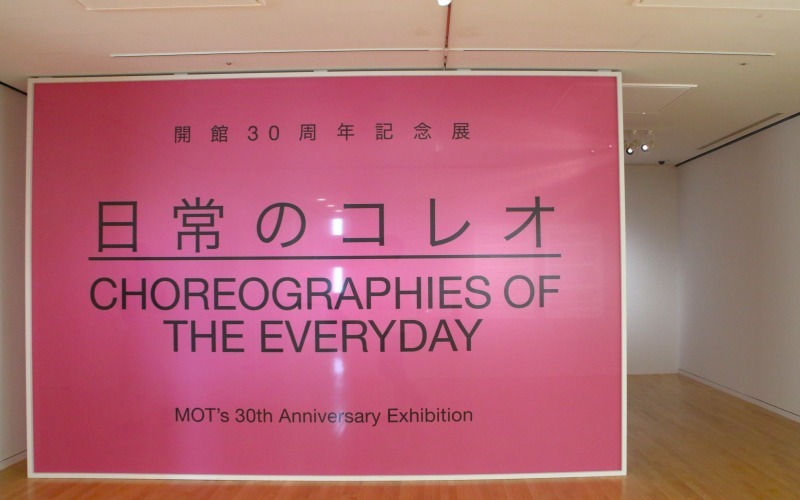 開館30周年記念展
日常のコレオ
CHOREOGRAPHIES OF
THE EVERYDAY
MOT's 30th Anniversary Exhibition